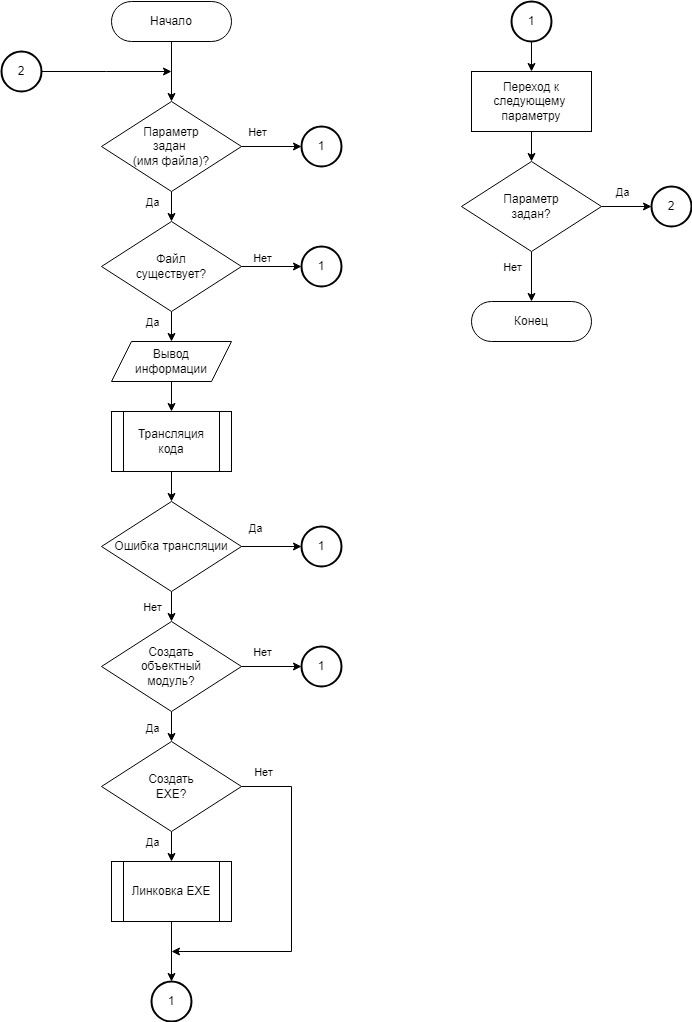 Начало
2
Параметр
задан
(имя файла)?
Нет
1
Да
Файл
существует?
Нет
1
Да
Вывод
информации
Трансляция
кода
Ошибка трансляции
Да
1
Нет
Создать
объектный
модуль?
Нет
1
Да
Создать
EXE?
Нет
Да
Линковка EXE
1
1
Переход к
следующему
параметру
Параметр
задан?
Да
2
Нет
Конец